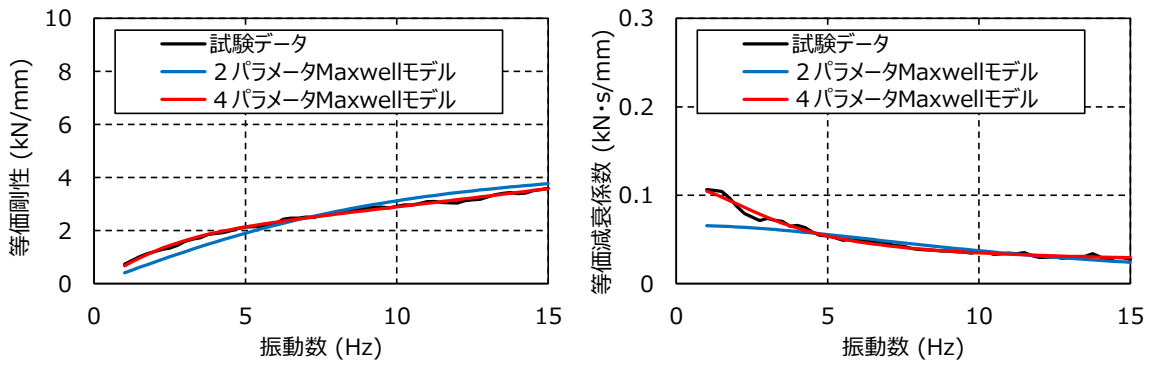 等価剛性 (kN/mm)
10
8
6
4
2
0
試験データ
２パラメータMaxwellモデル
４パラメータMaxwellモデル
0
5
10
15
振動数 (Hz)
等価減衰係数 (kN･s/mm)
0.3
0.2
0.1
0
試験データ
２パラメータMaxwellモデル
４パラメータMaxwellモデル
0
5
10
15
振動数 (Hz)